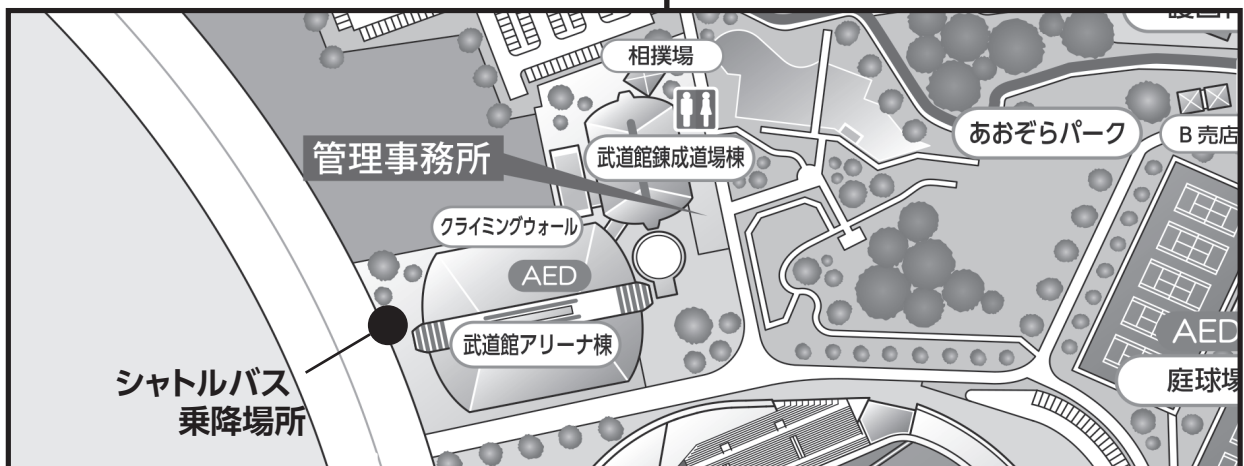 相撲場
あおぞらパーク
B 売店
武道館錬成道場棟
管理事務所
クライミングウォール
AED
武道館アリーナ棟
AED
シャトルバス
乗降場所
庭球場